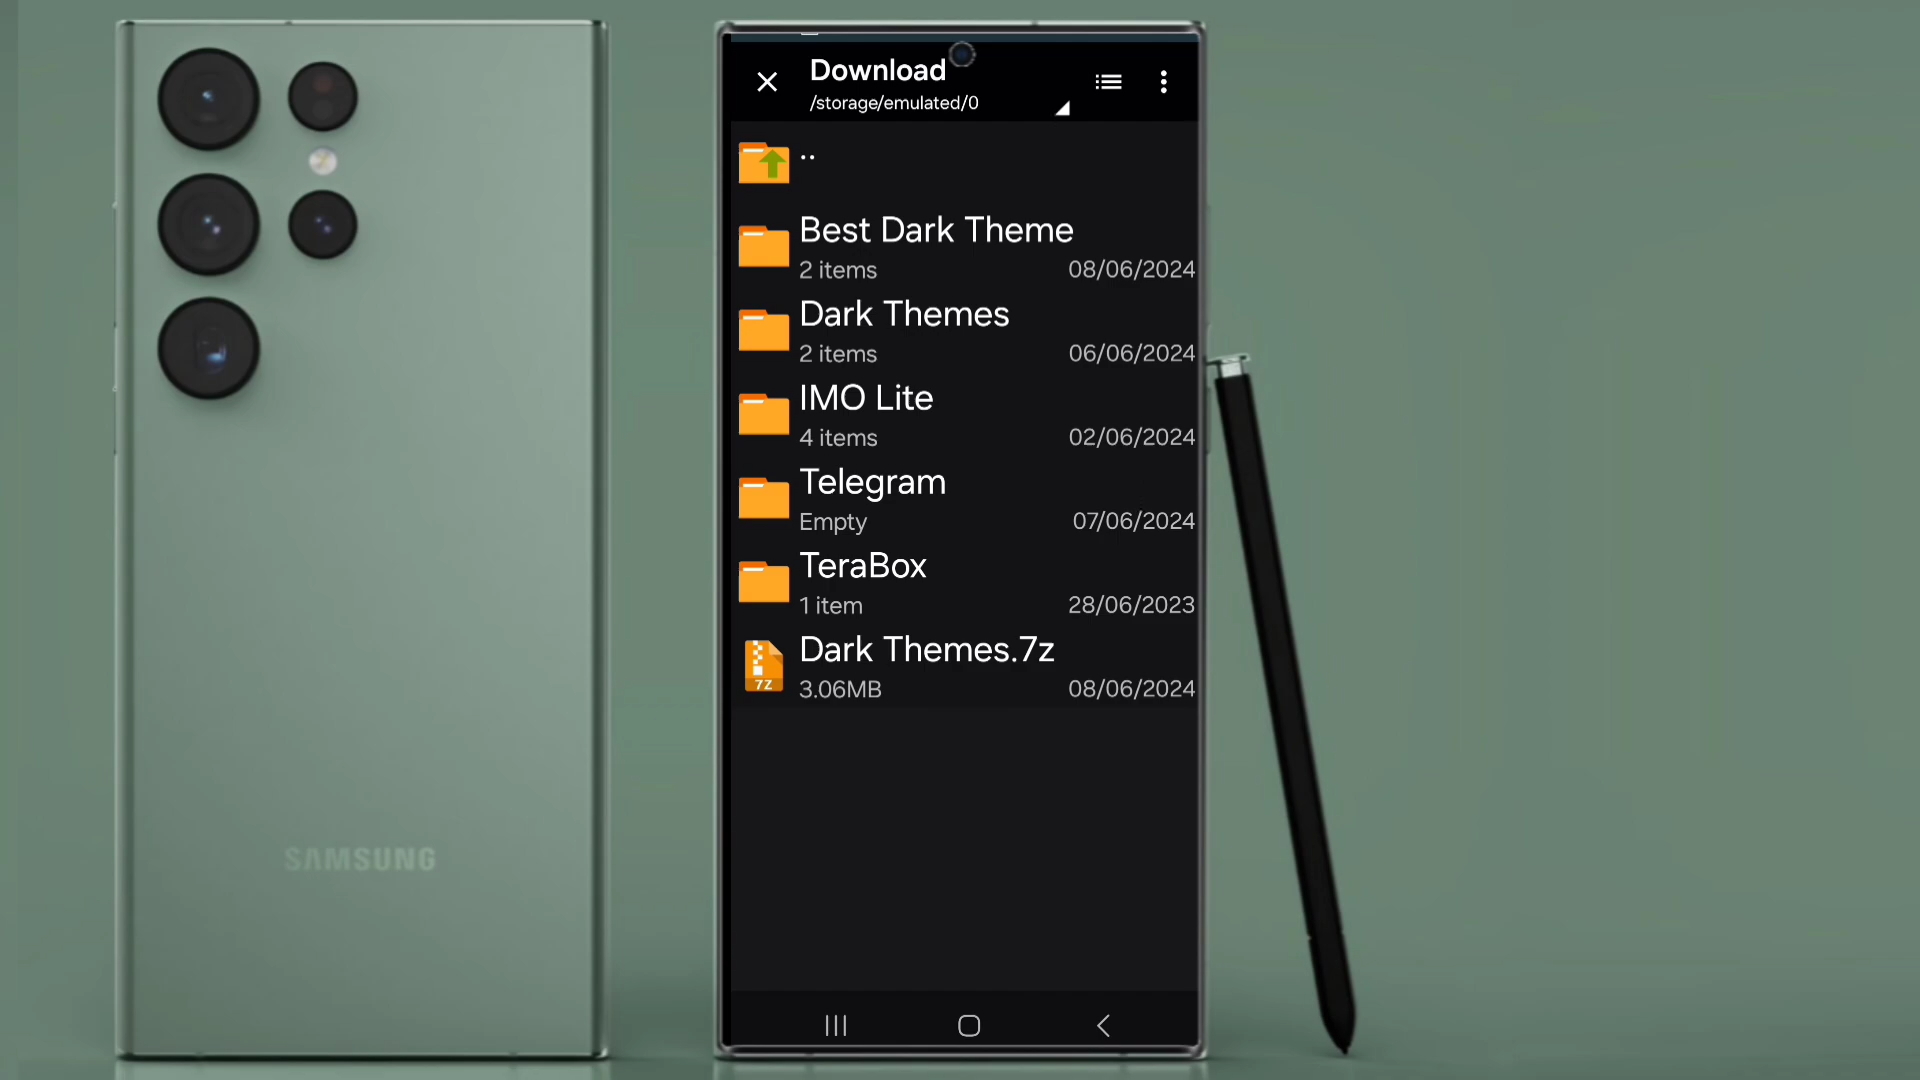 Download
/storage/emulated/0
..
Best Dark Theme
2 items 08/06/2024
Dark Themes
2 items 06/06/2024
IMO Lite
4 items 02/06/2024
Telegram
Empty 07/06/2024
TeraBox
1 item 28/06/2023
Dark Themes.7z
7Z
3.06MB 08/06/2024
SAMSUNG